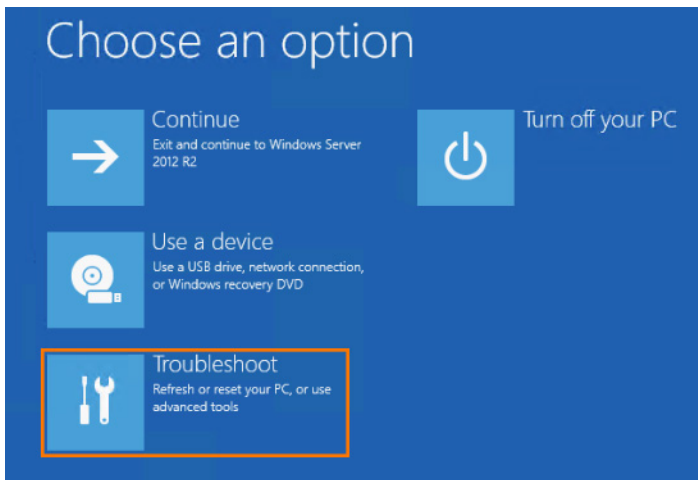 Choose an option
Continue
Exit and continue to Windows Server
2012 R2
Turn off your PC
Use a device
Use a USB drive, network connection,
or Windows recovery DVD
Troubleshoot
Refresh or reset your PC, or use
advanced tools